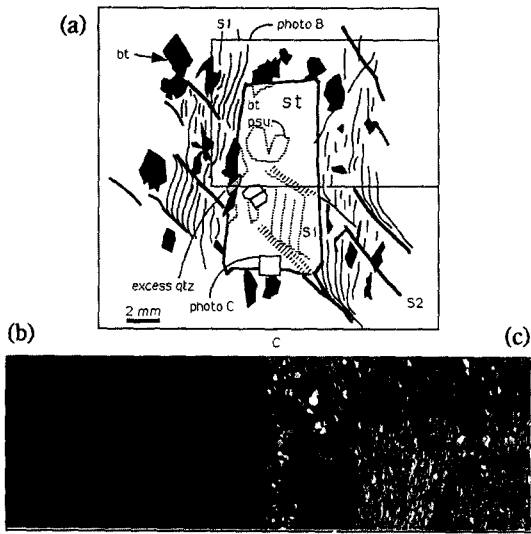 (a)
S1
photo B
bt
st
bt
psu.
S1
excess qtz
photo C
2 mm
S2
C
(b)
(c)